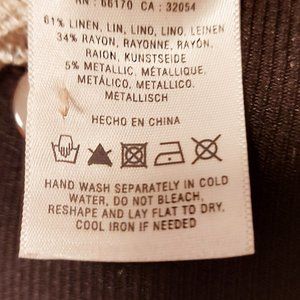 RN : 66170 CA : 32054
61% LINEN, LIN, LINO, LINO, LEINEN
34% RAYON, RAYONNE, RAYÓN,
RAION, KUNSTSEIDE
5% METALLIC, MÉTALLIQUE,
METÁLICO, METALLICO,
METALLISCH
HECHO EN CHINA
HAND WASH SEPARATELY IN COLD
WATER, DO NOT BLEACH,
RESHAPE AND LAY FLAT TO DRY.
COOL IRON IF NEEDED